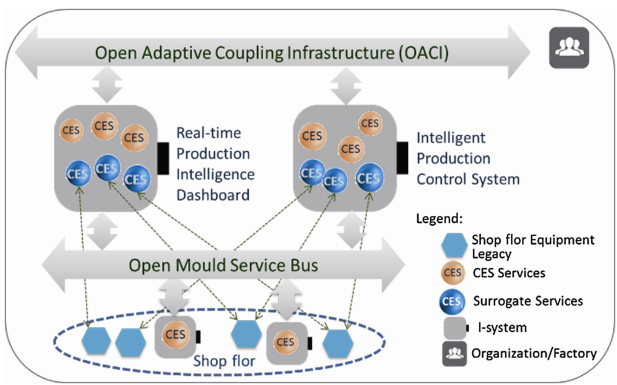 Open Adaptive Coupling Infrastructure (OACI)
CES
CES
CES
CES
CES
CES
Real-time
Production
Intelligence
Dashboard
CES
CES
CES
CES
CES
CES
Intelligent
Production
Control System
Open Mould Service Bus
CES
CES
Shop flor
Legend:
Shop flor Equipment
Legacy
CES
CES Services
CES
Surrogate Services
I-system
Organization/Factory